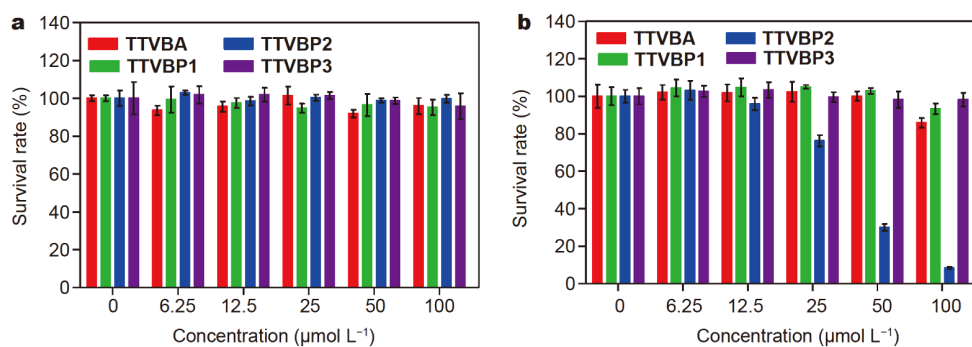 a
TTVBA TTVBP2
TTVBP1 TTVBP3
Survival rate (%)
140
120
100
80
60
40
20
0
0 6.25 12.5 25 50 100
Concentration (µmol L⁻¹)
b
TTVBA TTVBP2
TTVBP1 TTVBP3
Survival rate (%)
140
120
100
80
60
40
20
0
0 6.25 12.5 25 50 100
Concentration (µmol L⁻¹)